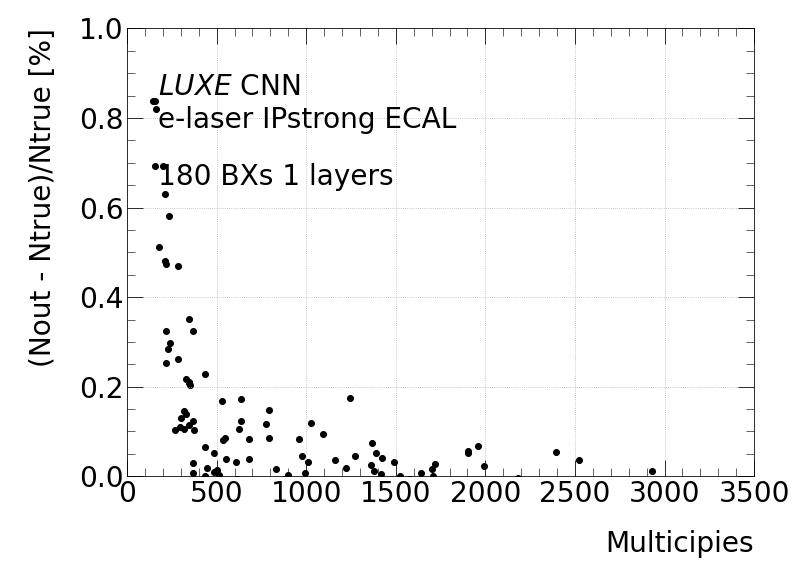 1.0
LUXE CNN
e-laser IPstrong ECAL
0.8
180 BXs 1 layers
0.6
0.4
0.2
0.0
(Nout - Ntrue)/Ntrue [%]
0 500 1000 1500 2000 2500 3000 3500
Multicipies